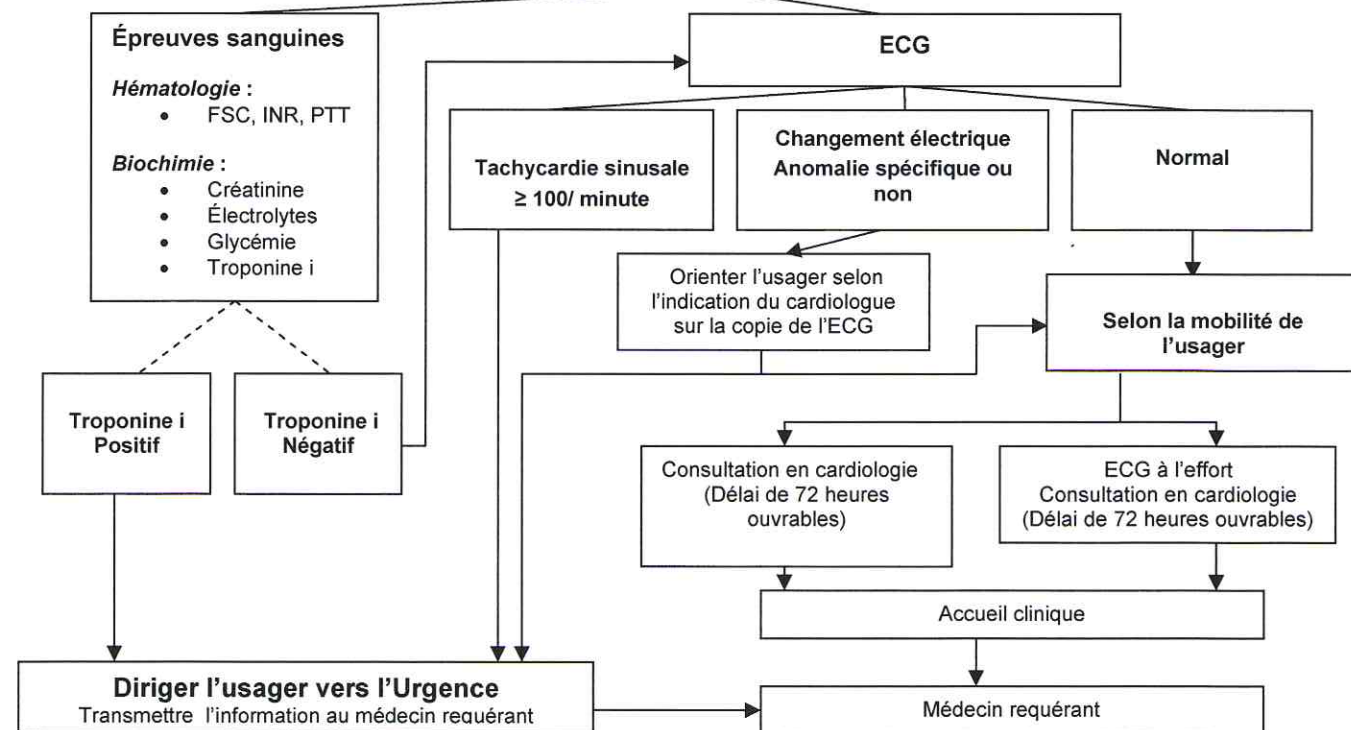 Épreuves sanguines
Hématologie :
• FSC, INR, PTT
Biochimie :
• Créatinine
• Électrolytes
• Glycémie
• Troponine i
ECG
Tachycardie sinusale
≥ 100/ minute
Changement électrique
Anomalie spécifique ou
non
Normal
Orienter l'usager selon
l'indication du cardiologue
sur la copie de l'ECG
Selon la mobilité de
l'usager
Troponine i
Positif
Troponine i
Négatif
Consultation en cardiologie
(Délai de 72 heures
ouvrables)
ECG à l'effort
Consultation en cardiologie
(Délai de 72 heures ouvrables)
Accueil clinique
Diriger l'usager vers l'Urgence
Transmettre l'information au médecin requérant
Médecin requérant